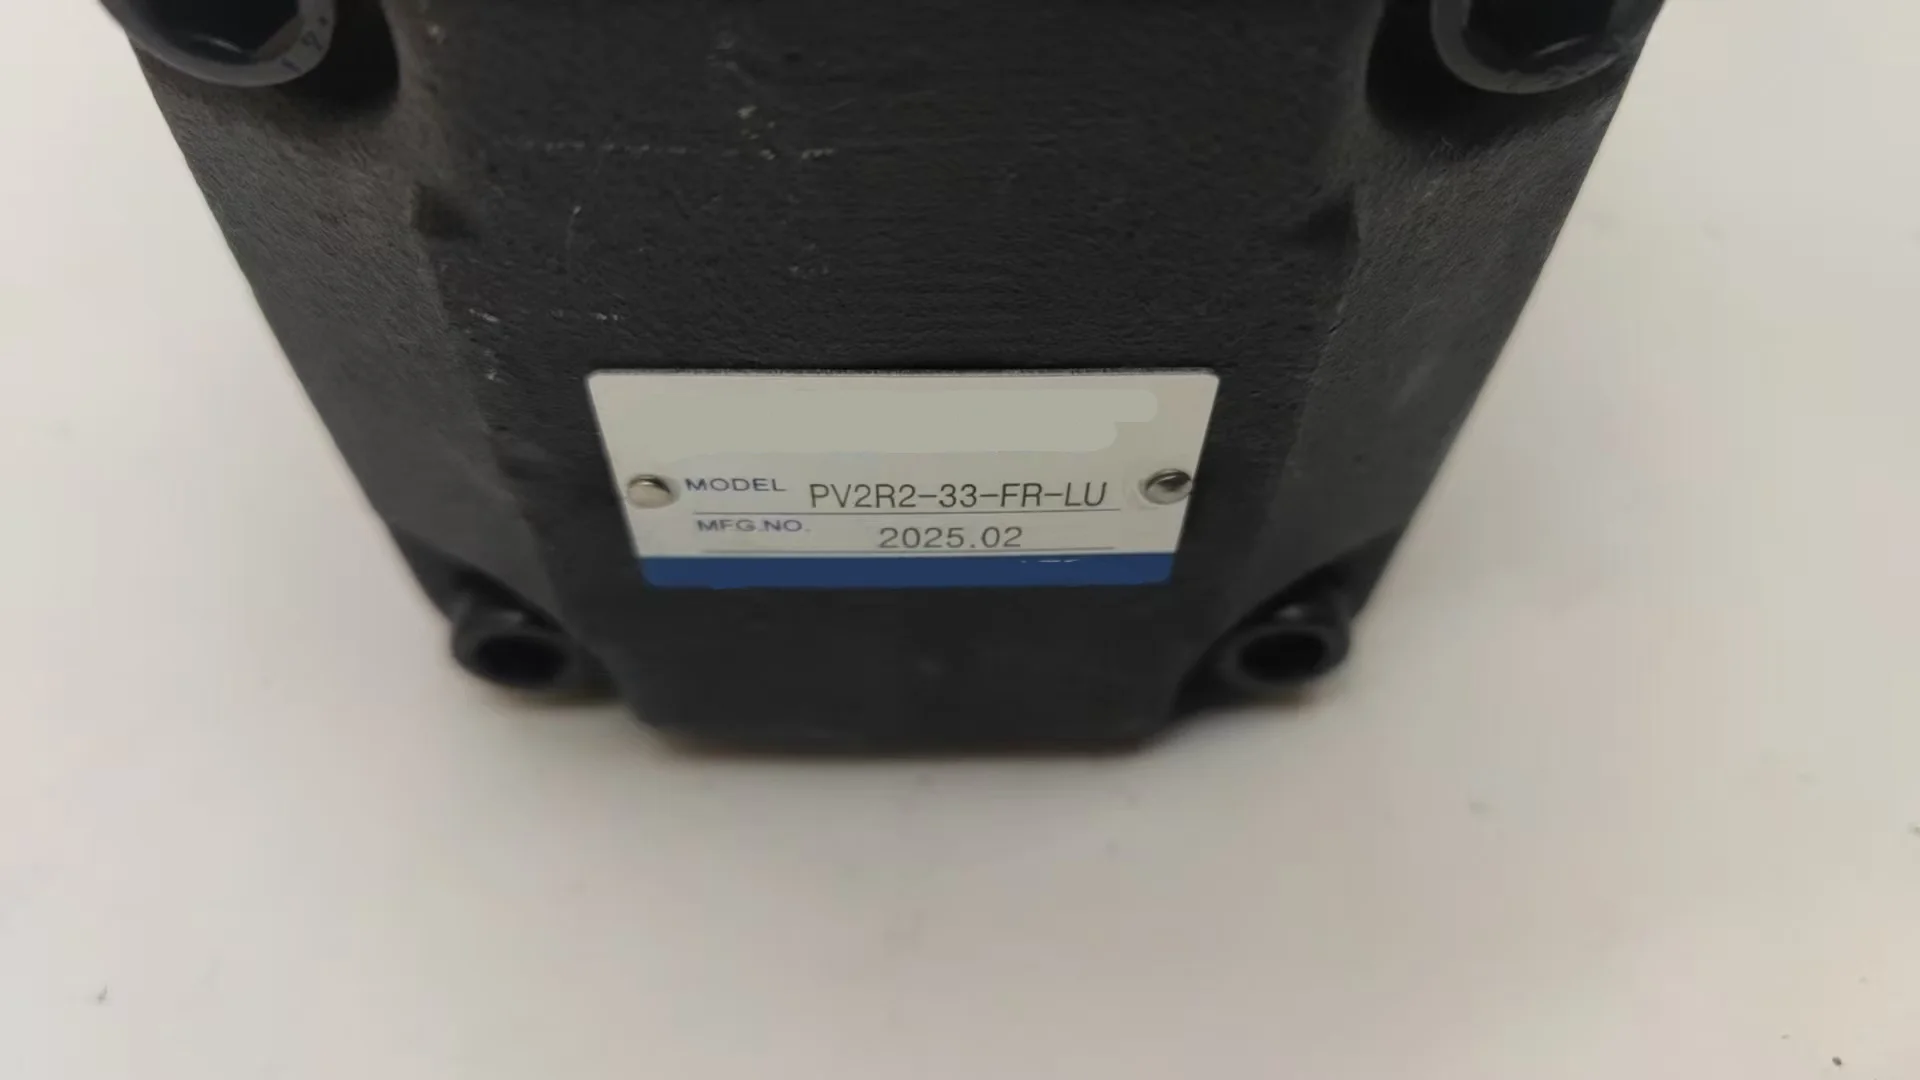 MODEL PV2R2-33-FR-LU
MFG.NO. 2025.02